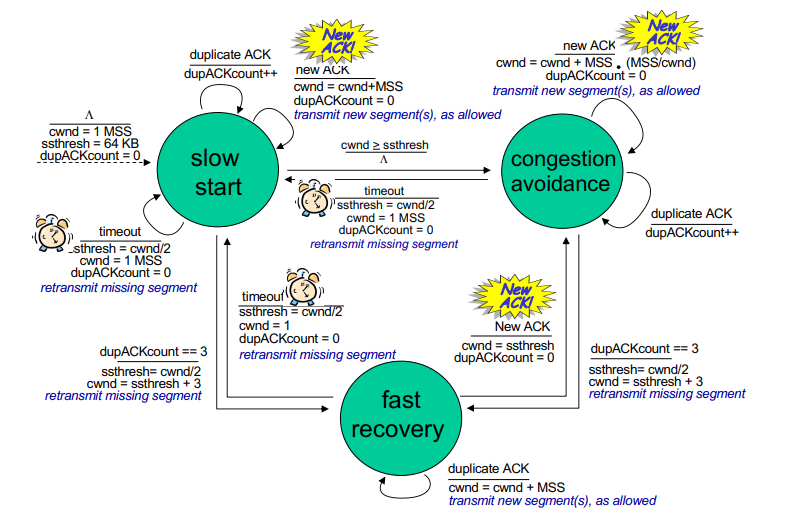 New
ACK!
duplicate ACK
dupACKcount++
new ACK
cwnd = cwnd+MSS
dupACKcount = 0
transmit new segment(s), as allowed
New
ACK!
new ACK
cwnd = cwnd + MSS • (MSS/cwnd)
dupACKcount = 0
transmit new segment(s), as allowed
Λ
cwnd = 1 MSS
ssthresh = 64 KB
dupACKcount = 0
slow
start
cwnd ≥ ssthresh
Λ
congestion
avoidance
timeout
ssthresh = cwnd/2
cwnd = 1 MSS
dupACKcount = 0
retransmit missing segment
duplicate ACK
dupACKcount++
timeout
ssthresh = cwnd/2
cwnd = 1 MSS
dupACKcount = 0
retransmit missing segment
timeout
ssthresh = cwnd/2
cwnd = 1
dupACKcount = 0
retransmit missing segment
New
ACK!
New ACK
cwnd = ssthresh
dupACKcount = 0
dupACKcount == 3
ssthresh= cwnd/2
cwnd = ssthresh + 3
retransmit missing segment
dupACKcount == 3
ssthresh= cwnd/2
cwnd = ssthresh + 3
retransmit missing segment
fast
recovery
duplicate ACK
cwnd = cwnd + MSS
transmit new segment(s), as allowed